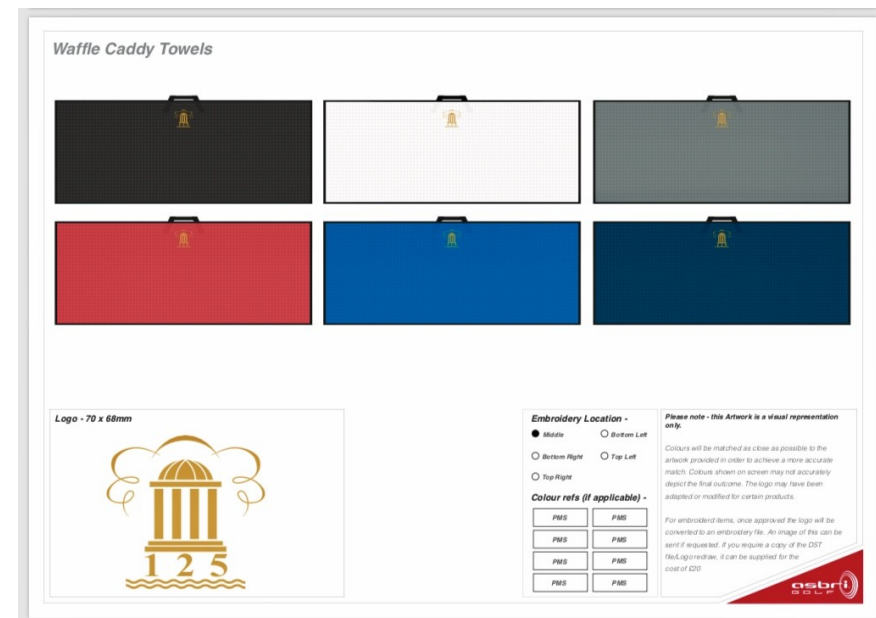 Waffle Caddy Towels
Logo - 70 x 68mm
125
Embroidery Location -
Middle
Bottom Left
Bottom Right
Top Left
Top Right
Colour refs (if applicable) -
PMS
PMS
PMS
PMS
PMS
PMS
PMS
PMS
Please note - this Artwork is a visual representation
only.
Colours will be matched as close as possible to the
artwork provided in order to achieve a more accurate
match. Colours shown on screen may not accurately
depict the final outcome. The logo may have been
adapted or modified for certain products.
For embroiderd items, once approved the logo will be
converted to an embroidery file. An image of this can be
sent if requested. If you require a copy of the DST
file/Logo redraw, it can be supplied for the
cost of £20
asbri
GOLF